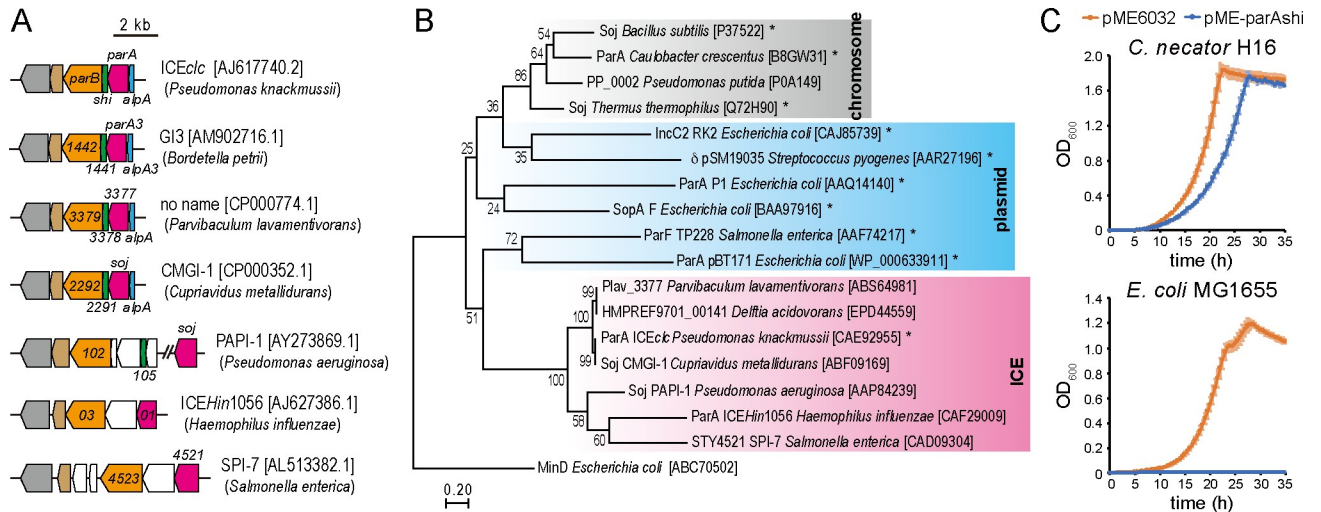 A
2 kb
parA
parB
shi alpA
ICEclc [AJ617740.2]
(Pseudomonas knackmussii)
parA3
1442
1441 alpA3
GI3 [AM902716.1]
(Bordetella petrii)
3377
3379
3378 alpA
no name [CP000774.1]
(Parvibaculum lavamentivorans)
soj
2292
2291 alpA
CMGI-1 [CP000352.1]
(Cupriavidus metallidurans)
soj
102
105
PAPI-1 [AY273869.1]
(Pseudomonas aeruginosa)
03
01
ICEHin1056 [AJ627386.1]
(Haemophilus influenzae)
4521
4523
SPI-7 [AL513382.1]
(Salmonella enterica)
B
Soj Bacillus subtilis [P37522] *
ParA Caulobacter crescentus [B8GW31] *
PP_0002 Pseudomonas putida [P0A149]
Soj Thermus thermophilus [Q72H90] *
chromosome
IncC2 RK2 Escherichia coli [CAJ85739] *
δ pSM19035 Streptococcus pyogenes [AAR27196] *
ParA P1 Escherichia coli [AAQ14140] *
SopA F Escherichia coli [BAA97916] *
ParF TP228 Salmonella enterica [AAF74217] *
ParA pBT171 Escherichia coli [WP_000633911] *
plasmid
Plav_3377 Parvibaculum lavamentivorans [ABS64981]
HMPREF9701_00141 Delftia acidovorans [EPD44559]
ParA ICEclc Pseudomonas knackmussii [CAE92955] *
Soj CMGI-1 Cupriavidus metallidurans [ABF09169]
Soj PAPI-1 Pseudomonas aeruginosa [AAP84239]
ParA ICEHin1056 Haemophilus influenzae [CAF29009]
STY4521 SPI-7 Salmonella enterica [CAD09304]
ICE
MinD Escherichia coli [ABC70502]
54
64
86
36
35
25
24
72
51
99
100
99
100
58
60
0.20
C
pME6032 pME-parAshi
C. necator H16
2.0
1.6
1.2
0.8
0.4
0
OD600
0 5 10 15 20 25 30 35
time (h)
E. coli MG1655
1.4
1.2
1.0
0.8
0.6
0.4
0.2
0
OD600
0 5 10 15 20 25 30 35
time (h)